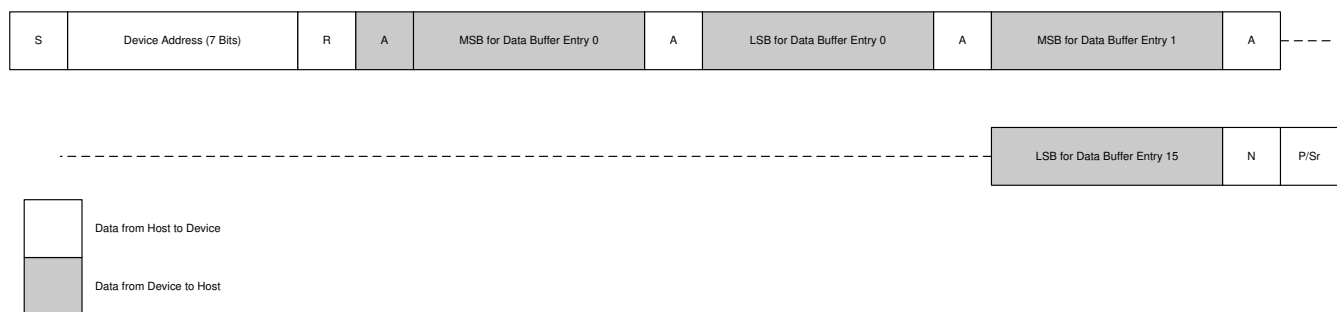 S Device Address (7 Bits) R A MSB for Data Buffer Entry 0 A LSB for Data Buffer Entry 0 A MSB for Data Buffer Entry 1 A
LSB for Data Buffer Entry 15 N P/Sr
Data from Host to Device
Data from Device to Host